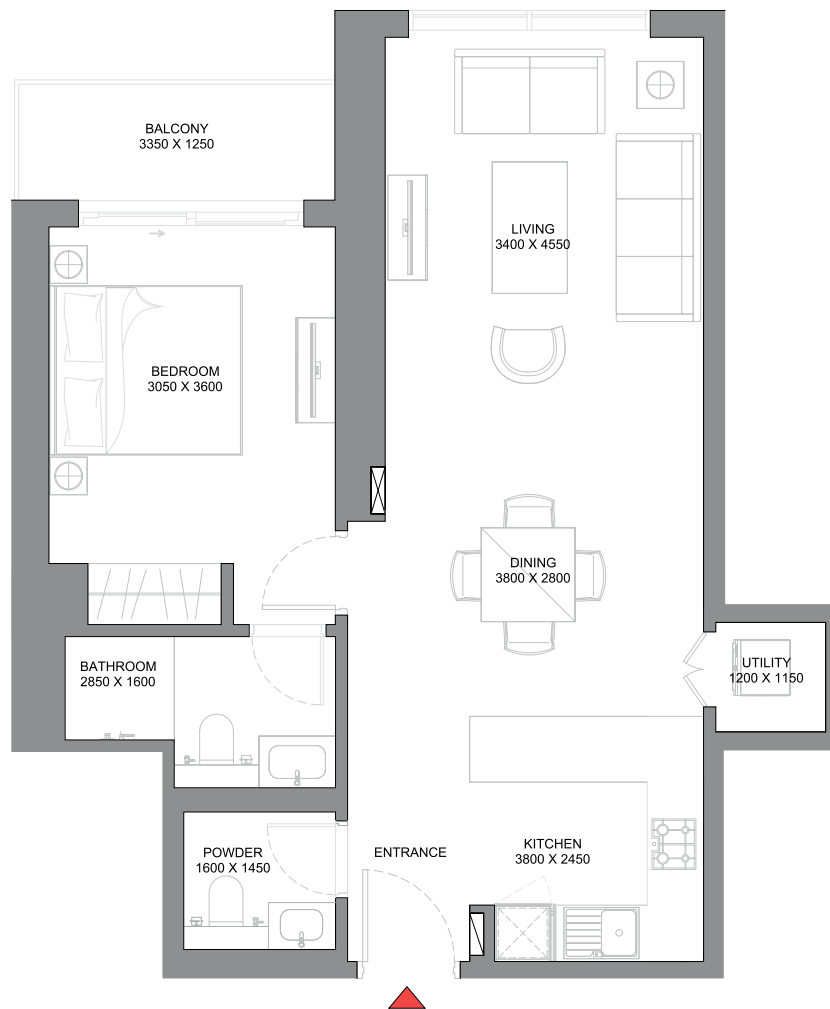 BALCONY
3350 X 1250
LIVING
3400 X 4550
BEDROOM
3050 X 3600
DINING
3800 X 2800
BATHROOM
2850 X 1600
UTILITY
1200 X 1150
POWDER
1600 X 1450
ENTRANCE
KITCHEN
3800 X 2450